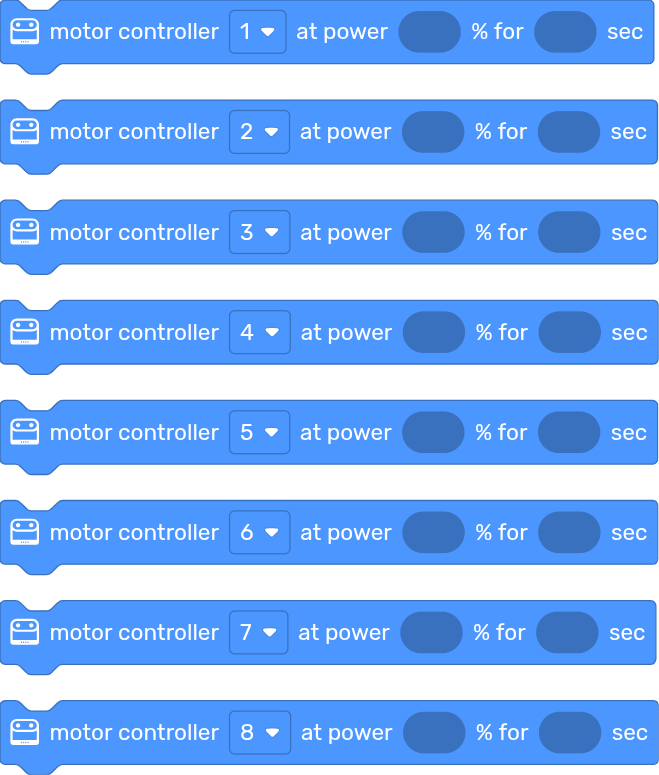 motor controller 1 at power % for sec
motor controller 2 at power % for sec
motor controller 3 at power % for sec
motor controller 4 at power % for sec
motor controller 5 at power % for sec
motor controller 6 at power % for sec
motor controller 7 at power % for sec
motor controller 8 at power % for sec